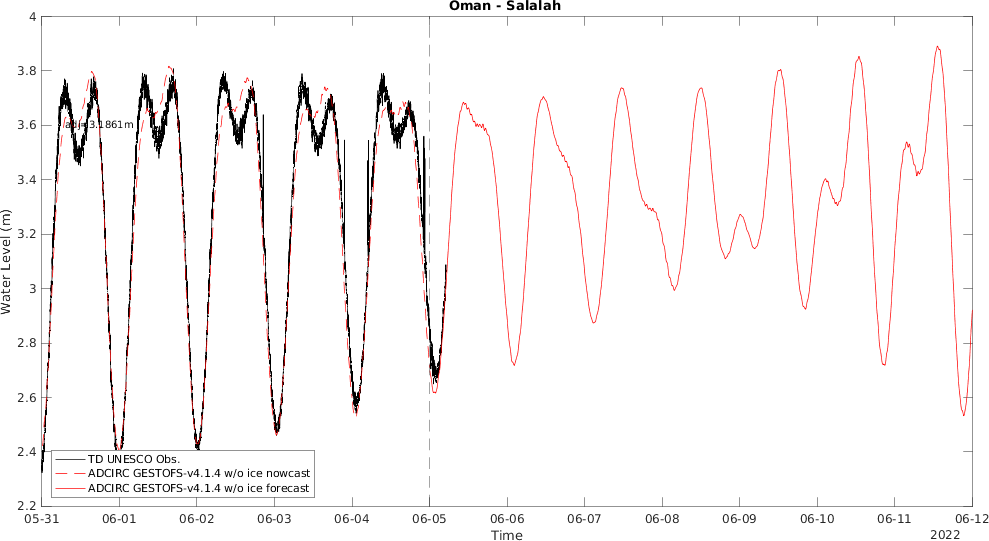 Oman - Salalah
4
3.8
3.6
3.4
3.2
3
2.8
2.6
2.4
2.2
Water Level (m)
3.1861m
TD UNESCO Obs.
ADCIRC GESTOFS-v4.1.4 w/o ice nowcast
ADCIRC GESTOFS-v4.1.4 w/o ice forecast
05-31 06-01 06-02 06-03 06-04 06-05 06-06 06-07 06-08 06-09 06-10 06-11 06-12
Time
2022